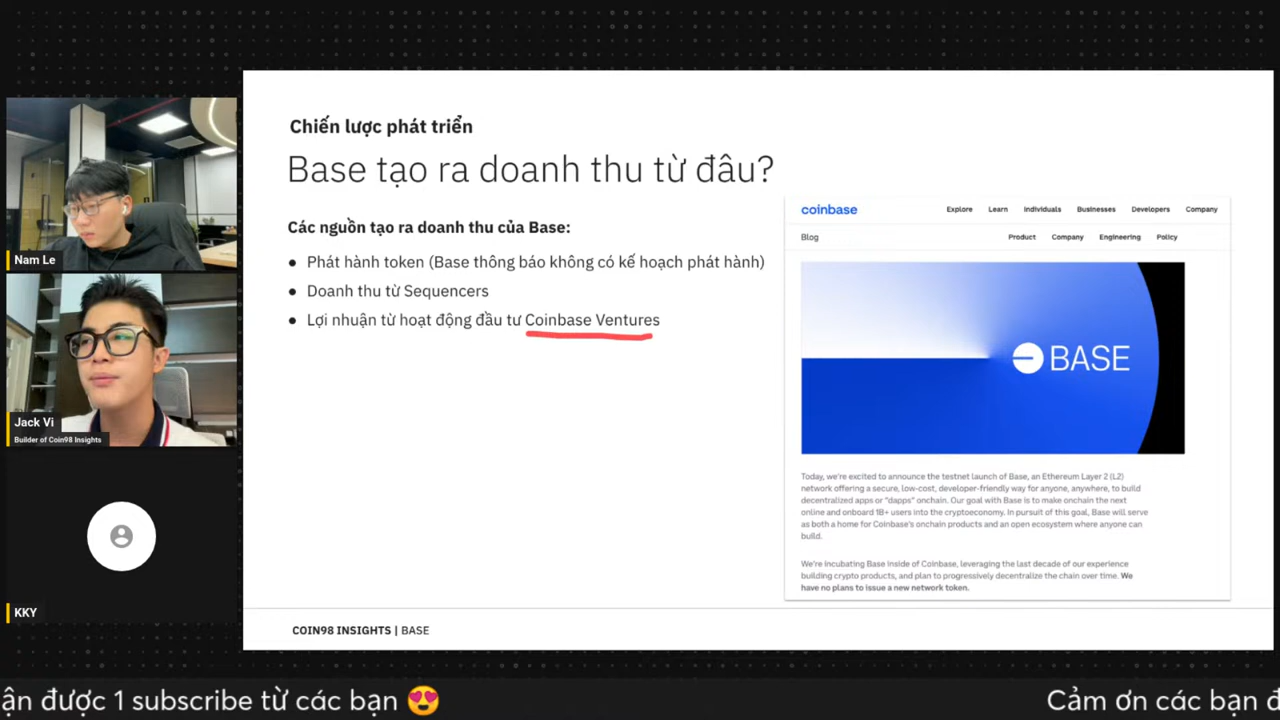 Nam Le
Jack Vi
Builder of Coin98 Insights
KKY
Chiến lược phát triển
Base tạo ra doanh thu từ đâu?
Các nguồn tạo ra doanh thu của Base:
● Phát hành token (Base thông báo không có kế hoạch phát hành)
● Doanh thu từ Sequencers
● Lợi nhuận từ hoạt động đầu tư Coinbase Ventures
coinbase Explore Learn Individuals Businesses Developers Company
Blog Product Company Engineering Policy
BASE
Today, we're excited to announce the testnet launch of Base, an Ethereum Layer 2 (L2)
network offering a secure, low-cost, developer-friendly way for anyone, anywhere, to build
decentralized apps or "dapps" onchain. Our goal with Base is to make onchain the next
online and onboard 1B+ users into the cryptoeconomy. In pursuit of this goal, Base will serve
as both a home for Coinbase's onchain products and an open ecosystem where anyone can
build.
We're incubating Base inside of Coinbase, leveraging the last decade of our experience
building crypto products, and plan to progressively decentralize the chain over time. We
have no plans to issue a new network token.
COIN98 INSIGHTS | BASE
ận được 1 subscribe từ các bạn 😍 Cảm ơn các bạn đ